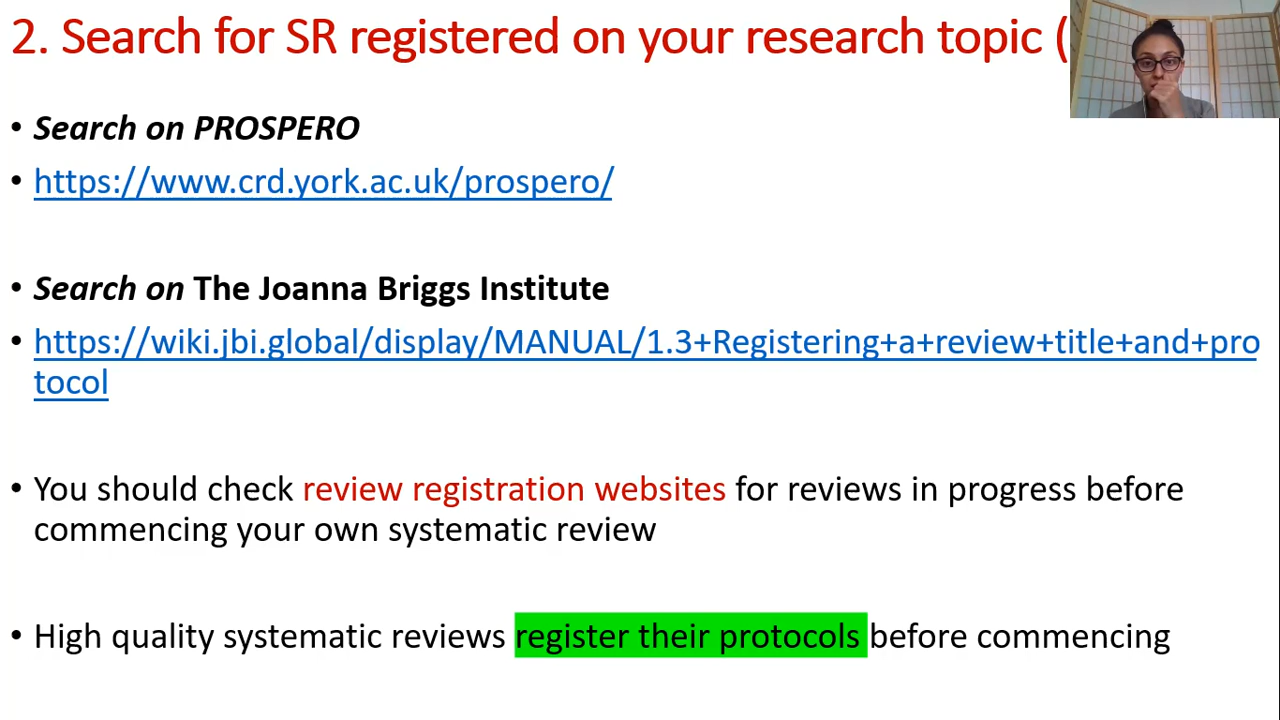 2. Search for SR registered on your research topic (
• Search on PROSPERO
• https://www.crd.york.ac.uk/prospero/
• Search on The Joanna Briggs Institute
• https://wiki.jbi.global/display/MANUAL/1.3+Registering+a+review+title+and+pro
tocol
• You should check review registration websites for reviews in progress before
commencing your own systematic review
• High quality systematic reviews register their protocols before commencing